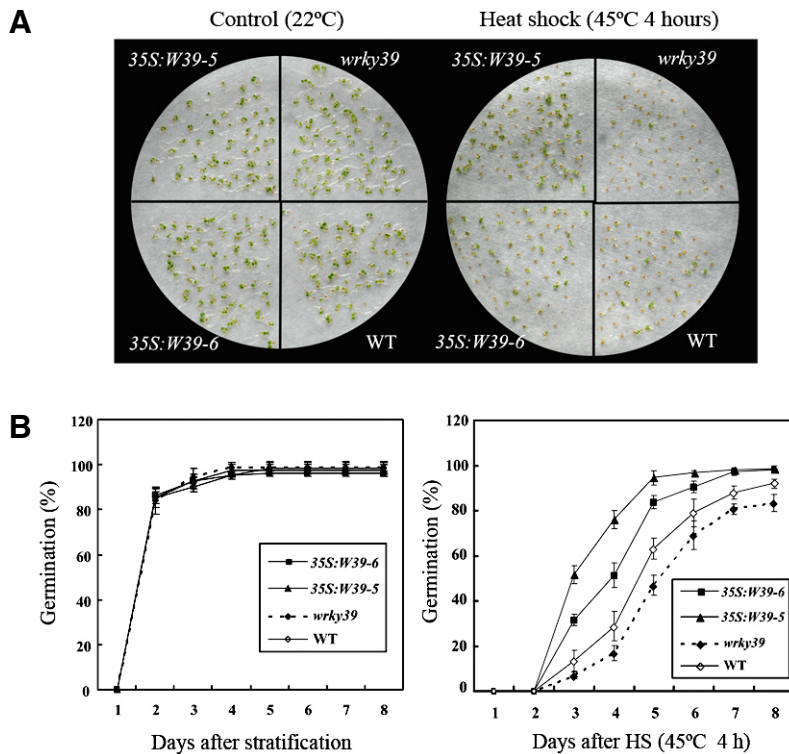 A
Control (22ºC)
Heat shock (45ºC 4 hours)
35S:W39-5
wrky39
35S:W39-5
wrky39
35S:W39-6
WT
35S:W39-6
WT
B
120
100
80
60
40
20
0
Germination (%)
35S:W39-6
35S:W39-5
wrky39
WT
1 2 3 4 5 6 7 8
Days after stratification
120
100
80
60
40
20
0
Germination (%)
35S:W39-6
35S:W39-5
wrky39
WT
1 2 3 4 5 6 7 8
Days after HS (45ºC 4 h)